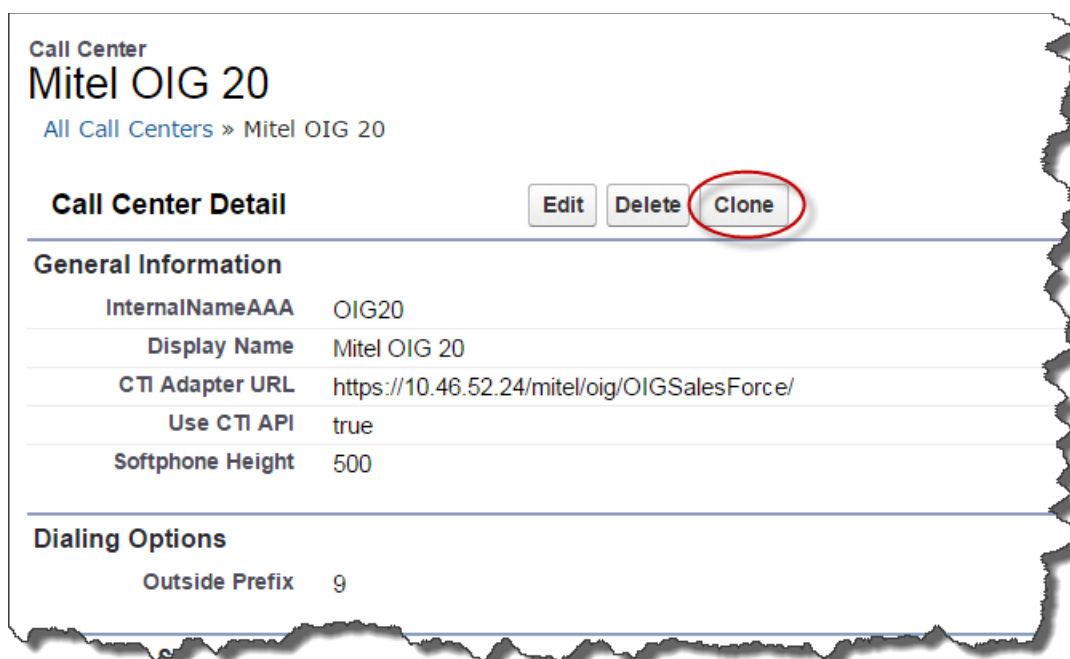 Call Center
Mitel OIG 20
All Call Centers » Mitel OIG 20
Call Center Detail Edit Delete Clone
General Information
InternalNameAAA OIG20
Display Name Mitel OIG 20
CTI Adapter URL https://10.46.52.24/mitel/oig/OIGSalesForce/
Use CTI API true
Softphone Height 500
Dialing Options
Outside Prefix 9